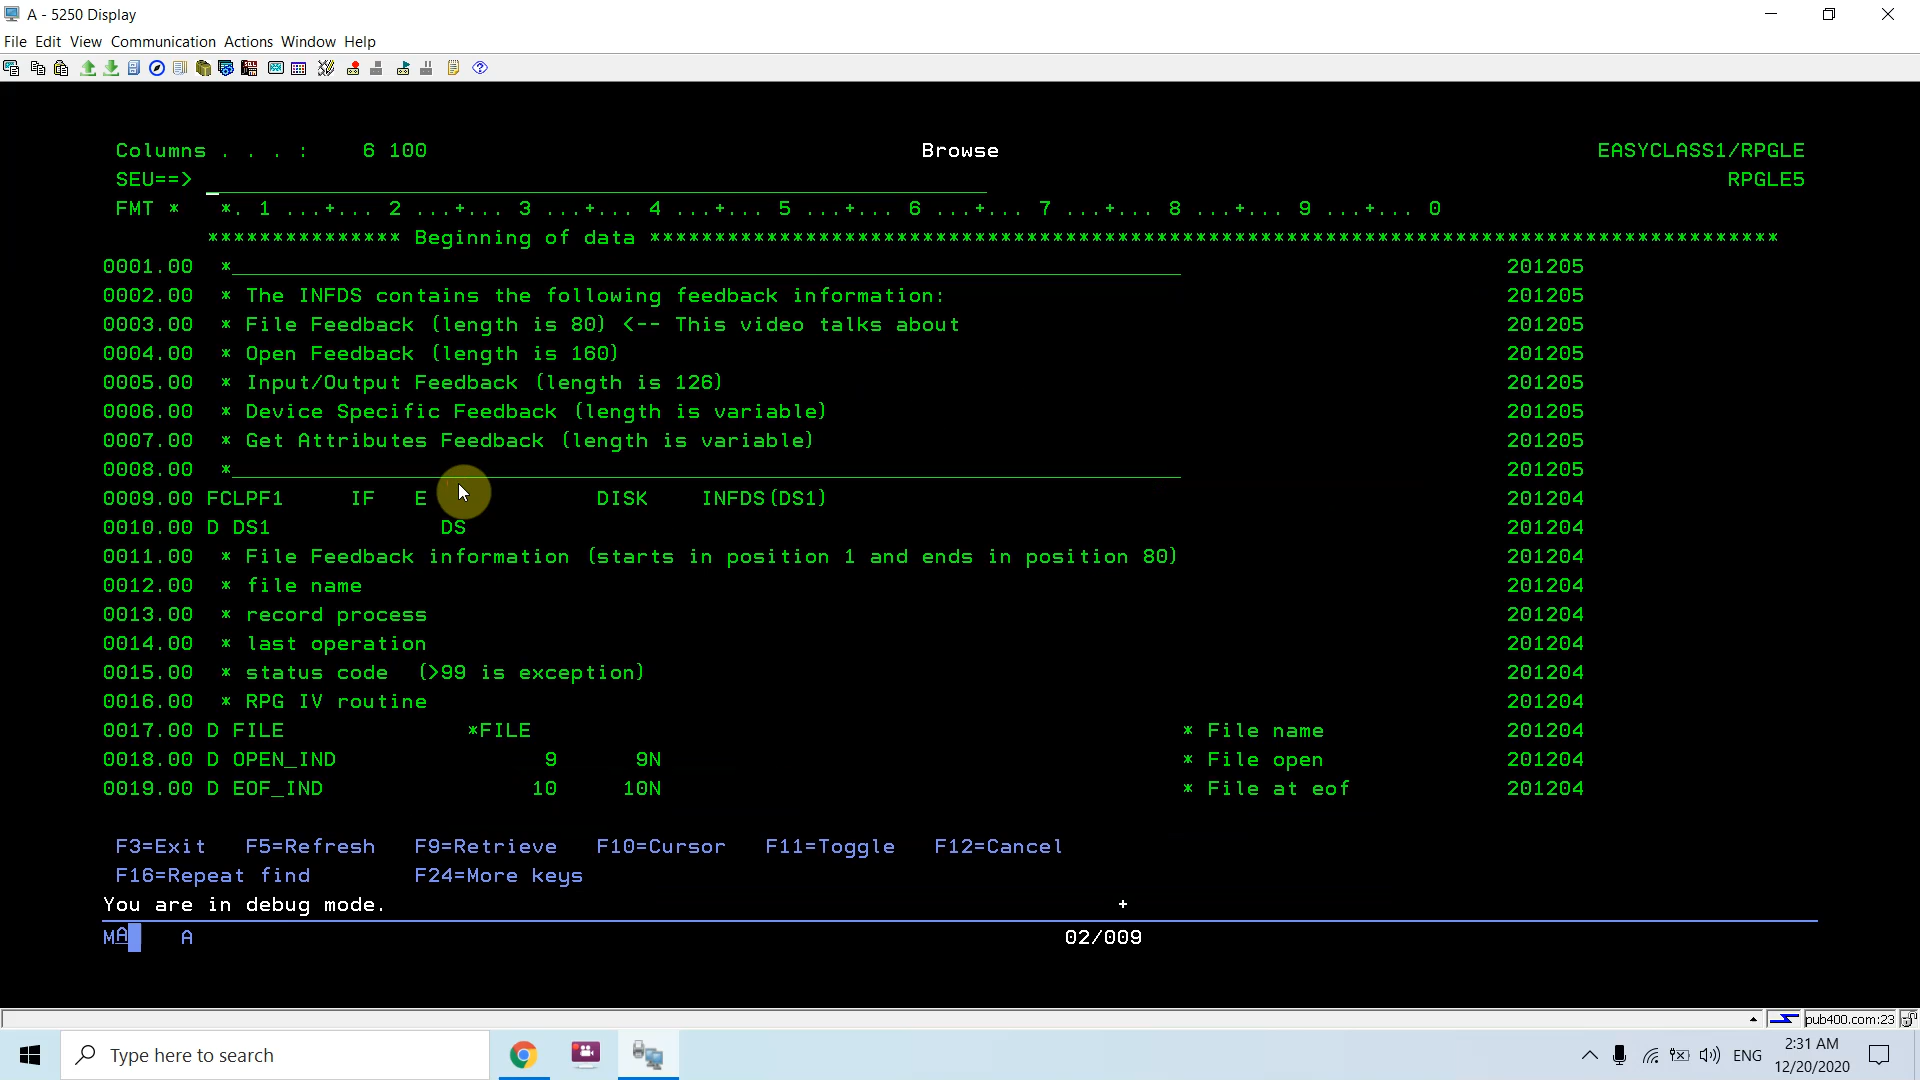 A - 5250 Display
File Edit View Communication Actions Window Help
Columns . . . : 6 100 Browse EASYCLASS1/RPGLE
SEU==> RPGLE5
FMT * *. 1 ...+... 2 ...+... 3 ...+... 4 ...+... 5 ...+... 6 ...+... 7 ...+... 8 ...+... 9 ...+... 0
*************** Beginning of data ***************************************************************************************
0001.00 *_________________________________________________________________________ 201205
0002.00 * The INFDS contains the following feedback information: 201205
0003.00 * File Feedback (length is 80) <-- This video talks about 201205
0004.00 * Open Feedback (length is 160) 201205
0005.00 * Input/Output Feedback (length is 126) 201205
0006.00 * Device Specific Feedback (length is variable) 201205
0007.00 * Get Attributes Feedback (length is variable) 201205
0008.00 *_________________________________________________________________________ 201205
0009.00 FCLPF1 IF E DISK INFDS(DS1) 201204
0010.00 D DS1 DS 201204
0011.00 * File Feedback information (starts in position 1 and ends in position 80) 201204
0012.00 * file name 201204
0013.00 * record process 201204
0014.00 * last operation 201204
0015.00 * status code (>99 is exception) 201204
0016.00 * RPG IV routine 201204
0017.00 D FILE *FILE * File name 201204
0018.00 D OPEN_IND 9 9N * File open 201204
0019.00 D EOF_IND 10 10N * File at eof 201204
F3=Exit F5=Refresh F9=Retrieve F10=Cursor F11=Toggle F12=Cancel
F16=Repeat find F24=More keys
You are in debug mode. +
MA A 02/009
pub400.com:23
Type here to search
ENG
2:31 AM
12/20/2020